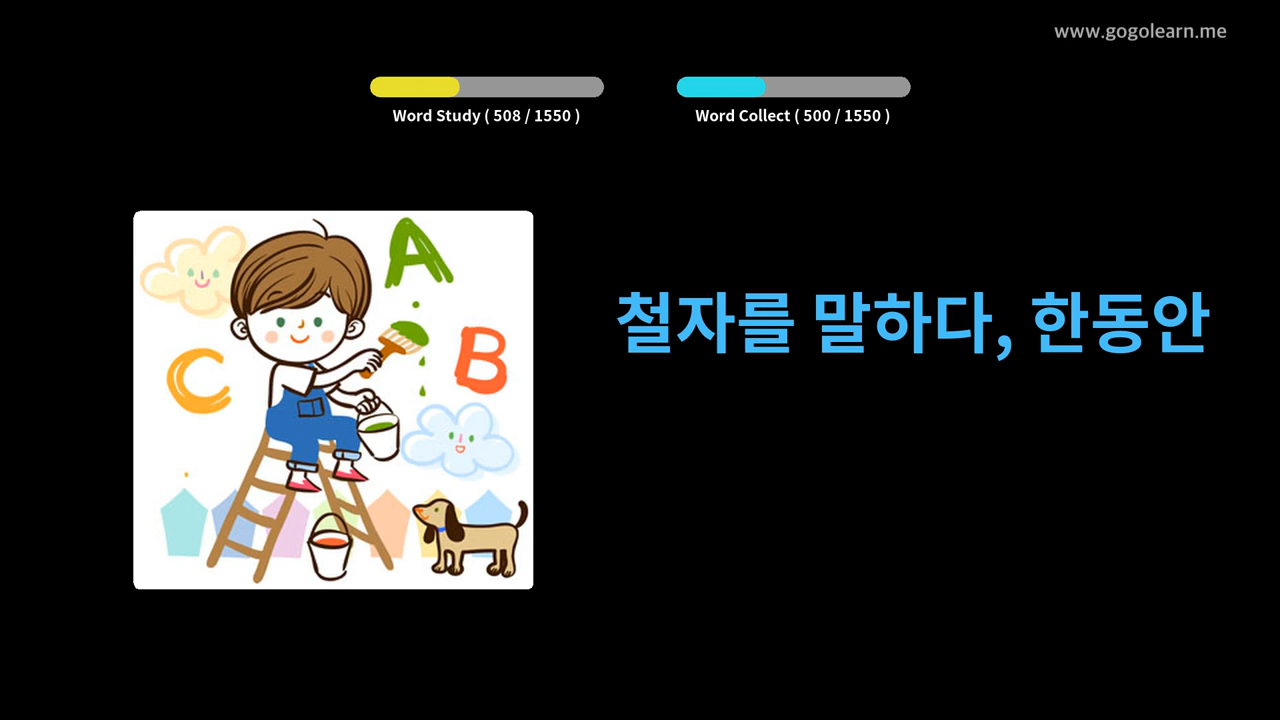 www.gogolearn.me
Word Study ( 508 / 1550 )
Word Collect ( 500 / 1550 )
A
B
C
철자를 말하다, 한동안